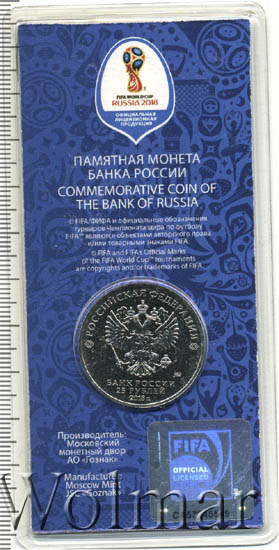 FIFA WORLD CUP
RUSSIA 2018
ОФИЦИАЛЬНАЯ
ЛИЦЕНЗИОННАЯ
ПРОДУКЦИЯ
ПАМЯТНАЯ МОНЕТА
БАНКА РОССИИ
COMMEMORATIVE COIN OF
THE BANK OF RUSSIA
© FIFA/ФИФА и официальные обозначения
турниров Чемпионата мира по футболу
FIFA™ являются объектами авторского права
и/или товарными знаками FIFA.
© FIFA and FIFA's Official Marks
of the FIFA World Cup™ tournaments
are copyrights and/or trademarks of FIFA.
РОССИЙСКАЯ ФЕДЕРАЦИЯ
БАНК РОССИИ
25 РУБЛЕЙ
2018 г.
Производитель:
Московский
монетный двор
АО «Гознак»
Manufacturer:
Moscow Mint
JSC «Goznak»
FIFA
OFFICIAL
LICENSED
Wolmar